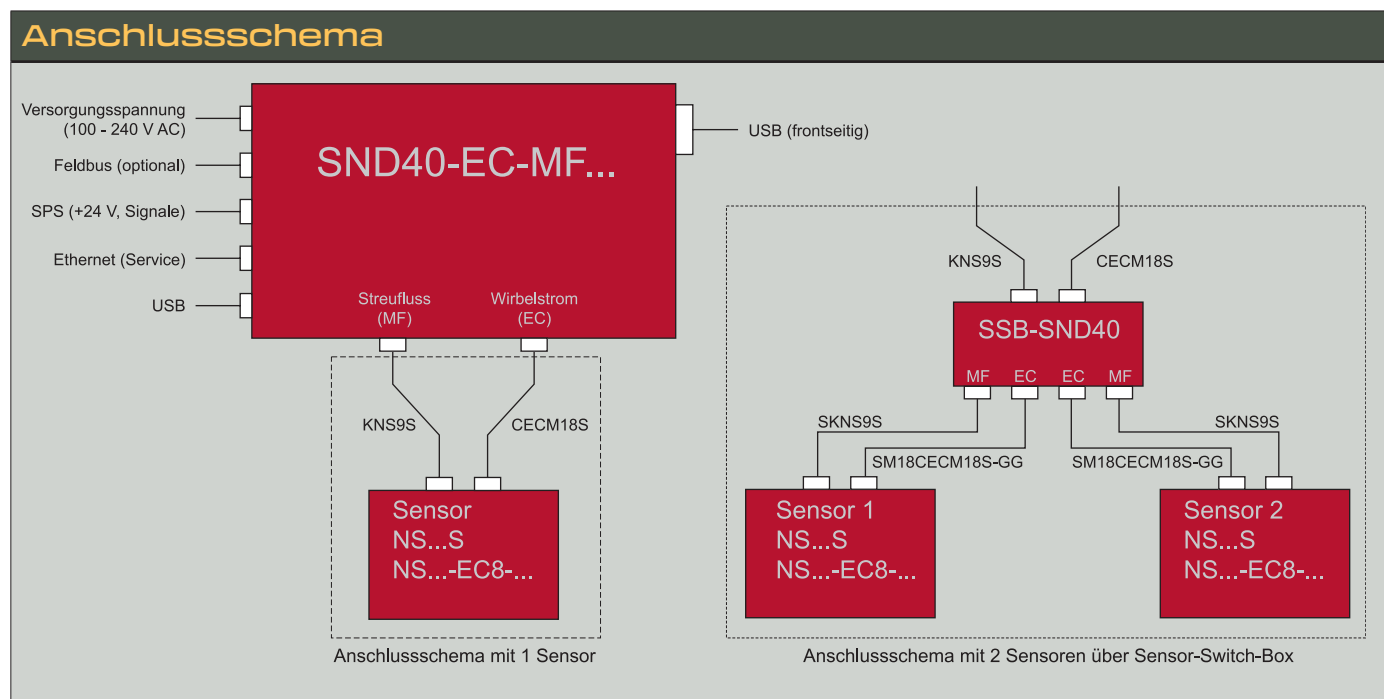 Anschlussschema
Versorgungsspannung
(100 - 240 V AC)
Feldbus (optional)
SPS (+24 V, Signale)
Ethernet (Service)
USB
SND40-EC-MF...
USB (frontseitig)
Streufluss
(MF)
Wirbelstrom
(EC)
KNS9S
CECM18S
Sensor
NS...S
NS...-EC8-...
Anschlussschema mit 1 Sensor
KNS9S
CECM18S
SSB-SND40
MF
EC
EC
MF
SKNS9S
SKNS9S
SM18CECM18S-GG
SM18CECM18S-GG
Sensor 1
NS...S
NS...-EC8-...
Sensor 2
NS...S
NS...-EC8-...
Anschlussschema mit 2 Sensoren über Sensor-Switch-Box